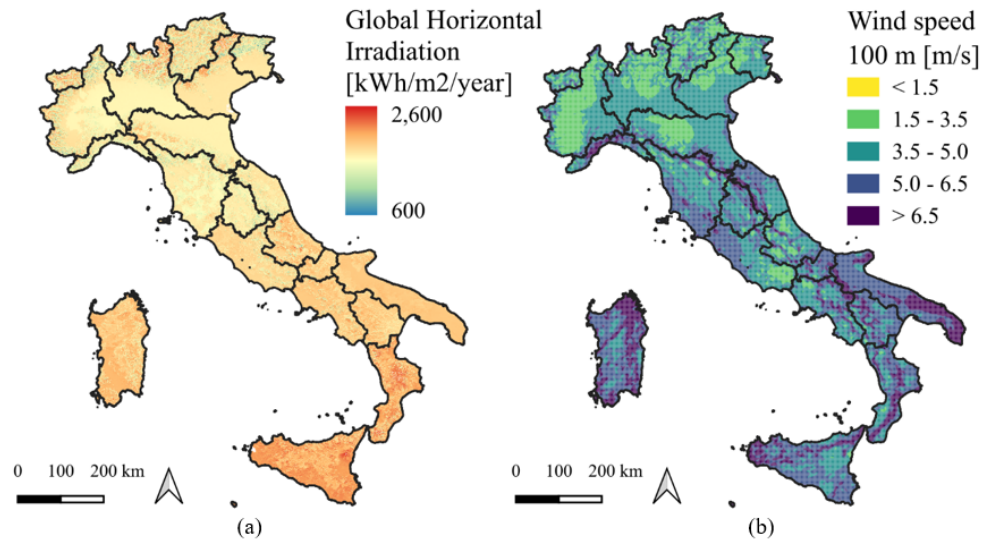 Global Horizontal
Irradiation
[kWh/m2/year]
2,600
600
0 100 200 km
(a)
Wind speed
100 m [m/s]
< 1.5
1.5 - 3.5
3.5 - 5.0
5.0 - 6.5
> 6.5
0 100 200 km
(b)